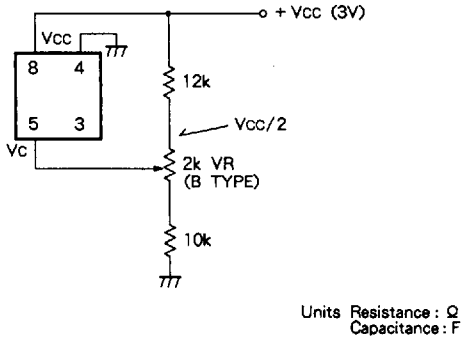 + VCC (3V)
VCC
8 4
12k
5 3
VCC/2
VC
2k VR
(B TYPE)
10k
Units Resistance : Ω
Capacitance : F